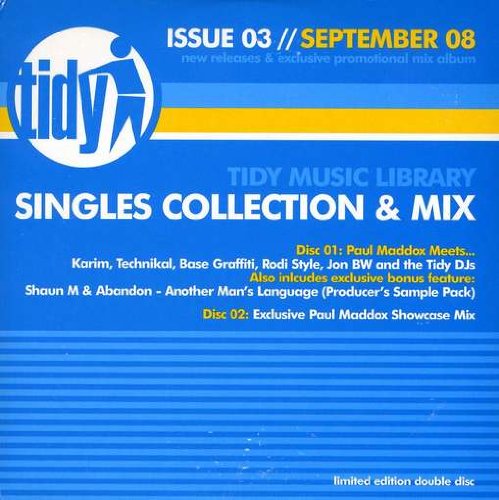 tidy
ISSUE 03 // SEPTEMBER 08
new releases & exclusive promotional mix album
TIDY MUSIC LIBRARY
SINGLES COLLECTION & MIX
Disc 01: Paul Maddox Meets...
Karim, Technikal, Base Graffiti, Rodi Style, Jon BW and the Tidy DJs
Also inlcudes exclusive bonus feature:
Shaun M & Abandon - Another Man's Language (Producer's Sample Pack)
Disc 02: Exclusive Paul Maddox Showcase Mix
limited edition double disc